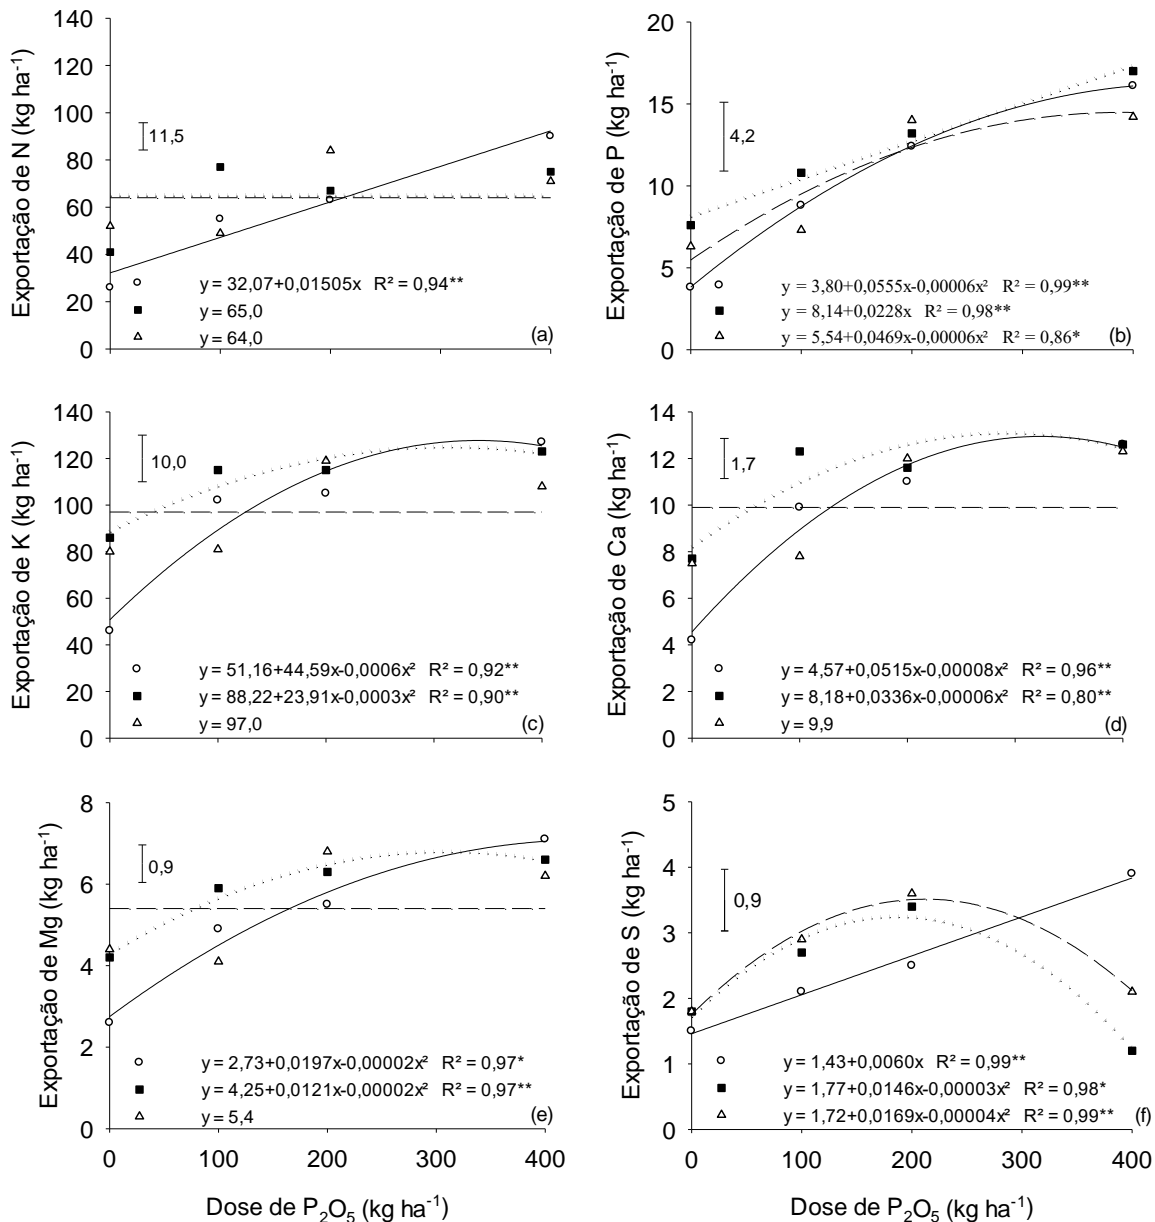 Exportação de N (kg ha⁻¹)
140
120
100
80
60
40
20
0
11,5
y = 32,07+0,01505x R² = 0,94**
y = 65,0
y = 64,0
(a)
Exportação de P (kg ha⁻¹)
20
15
10
5
0
4,2
y = 3,80+0,0555x-0,00006x² R² = 0,99**
y = 8,14+0,0228x R² = 0,98**
y = 5,54+0,0469x-0,00006x² R² = 0,86*
(b)
Exportação de K (kg ha⁻¹)
140
120
100
80
60
40
20
0
10,0
y = 51,16+44,59x-0,0006x² R² = 0,92**
y = 88,22+23,91x-0,0003x² R² = 0,90**
y = 97,0
(c)
Exportação de Ca (kg ha⁻¹)
14
12
10
8
6
4
2
0
1,7
y = 4,57+0,0515x-0,00008x² R² = 0,96**
y = 8,18+0,0336x-0,00006x² R² = 0,80**
y = 9,9
(d)
Exportação de Mg (kg ha⁻¹)
8
6
4
2
0
0,9
y = 2,73+0,0197x-0,00002x² R² = 0,97*
y = 4,25+0,0121x-0,00002x² R² = 0,97**
y = 5,4
(e)
0 100 200 300 400
Dose de P₂O₅ (kg ha⁻¹)
Exportação de S (kg ha⁻¹)
5
4
3
2
1
0
0,9
y = 1,43+0,0060x R² = 0,99**
y = 1,77+0,0146x-0,00003x² R² = 0,98*
y = 1,72+0,0169x-0,00004x² R² = 0,99**
(f)
0 100 200 300 400
Dose de P₂O₅ (kg ha⁻¹)